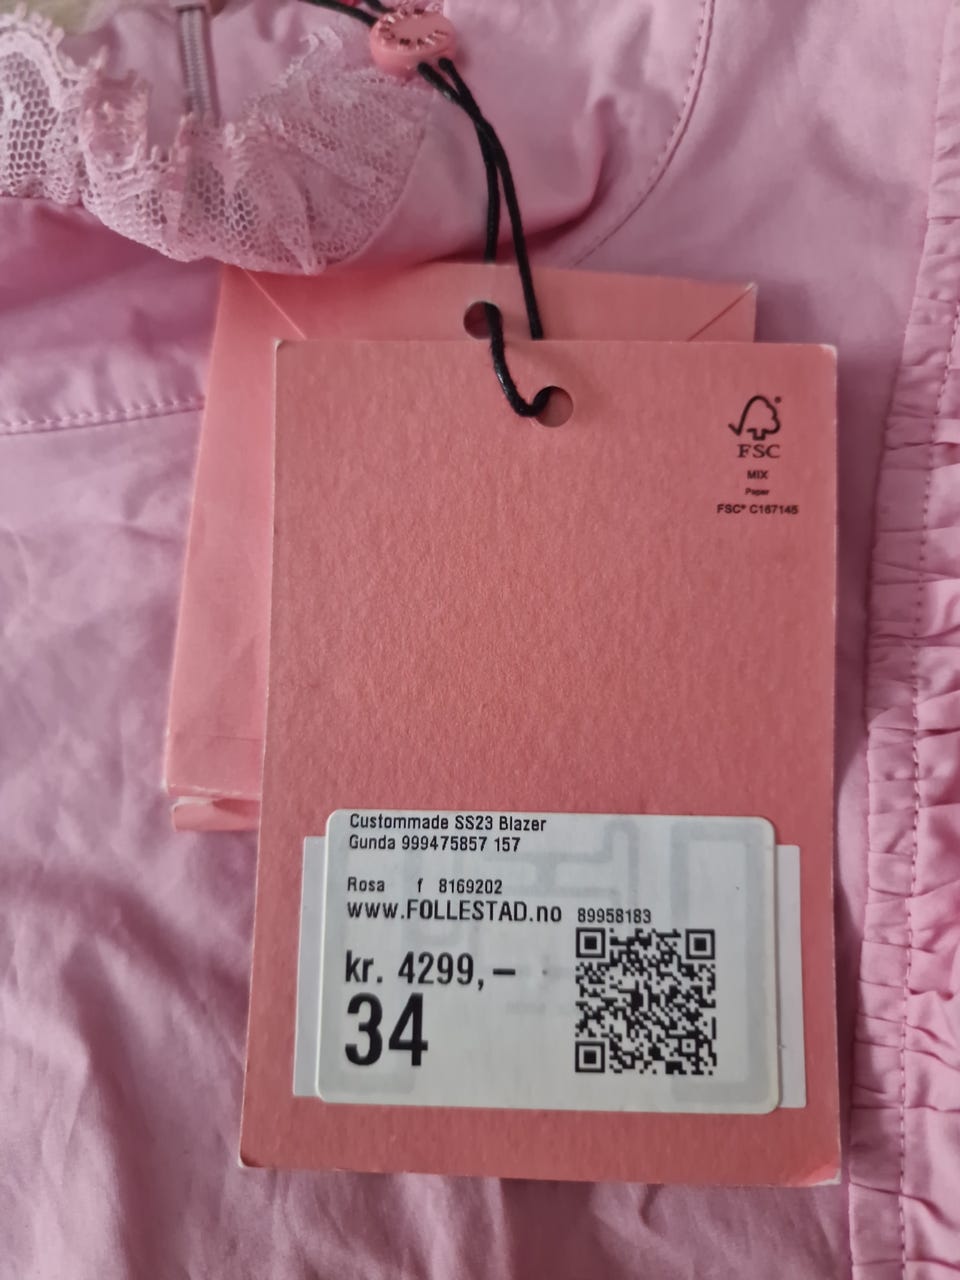 FSC
MIX
Paper
FSC® C167145
Custommade SS23 Blazer
Gunda 999475857 157
Rosa f 8169202
www.FOLLESTAD.no 89958183
kr. 4299,–
34